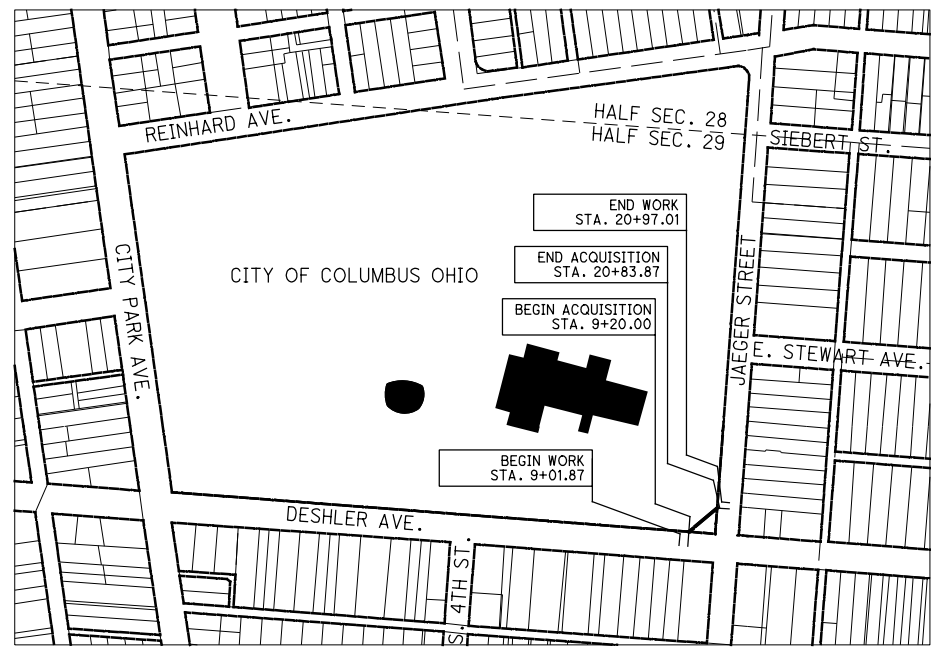 HALF SEC. 28
REINHARD AVE.
HALF SEC. 29
SIEBERT ST.
END WORK
STA. 20+97.01
CITY PARK AVE.
CITY OF COLUMBUS OHIO
END ACQUISITION
STA. 20+83.87
JAEGER STREET
BEGIN ACQUISITION
STA. 9+20.00
E. STEWART AVE.
BEGIN WORK
STA. 9+01.87
DESHLER AVE.
S. 4TH ST.